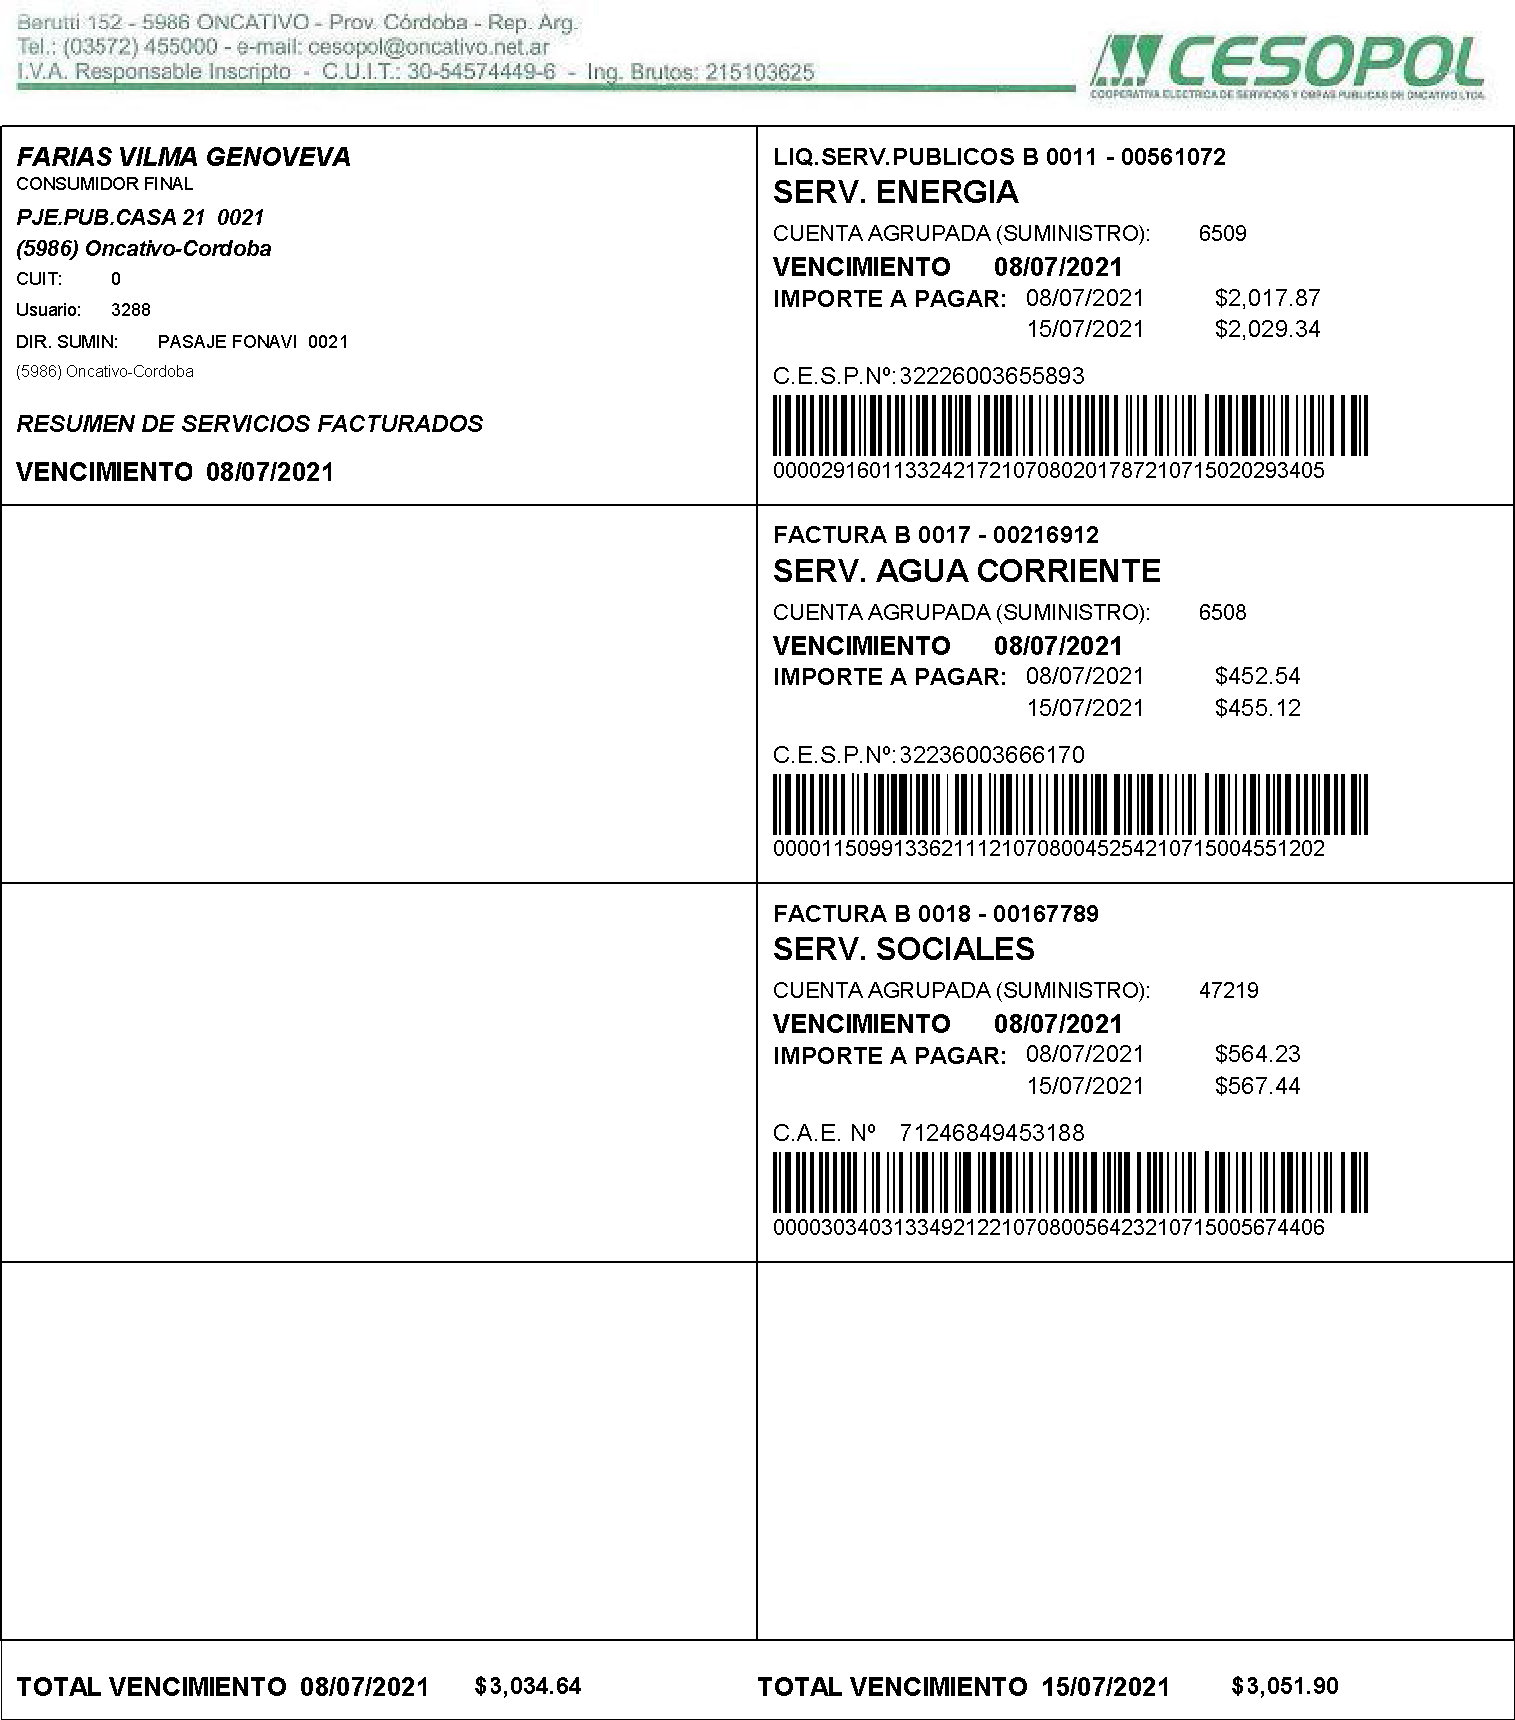 Berutti 152 - 5986 ONCATIVO - Prov. Córdoba - Rep. Arg.
Tel.: (03572) 455000 - e-mail: cesopol@oncativo.net.ar
I.V.A. Responsable Inscripto - C.U.I.T.: 30-54574449-6 - Ing. Brutos: 215103625
CESOPOL
COOPERATIVA ELECTRICA DE SERVICIOS Y OBRAS PUBLICAS DE ONCATIVO LTDA.
FARIAS VILMA GENOVEVA
CONSUMIDOR FINAL
PJE.PUB.CASA 21 0021
(5986) Oncativo-Cordoba
CUIT: 0
Usuario: 3288
DIR. SUMIN: PASAJE FONAVI 0021
(5986) Oncativo-Cordoba
RESUMEN DE SERVICIOS FACTURADOS
VENCIMIENTO 08/07/2021
LIQ.SERV.PUBLICOS B 0011 - 00561072
SERV. ENERGIA
CUENTA AGRUPADA (SUMINISTRO): 6509
VENCIMIENTO 08/07/2021
IMPORTE A PAGAR: 08/07/2021 $2,017.87
15/07/2021 $2,029.34
C.E.S.P.Nº: 32226003655893
0000291601133242172107080201787210715020293405
FACTURA B 0017 - 00216912
SERV. AGUA CORRIENTE
CUENTA AGRUPADA (SUMINISTRO): 6508
VENCIMIENTO 08/07/2021
IMPORTE A PAGAR: 08/07/2021 $452.54
15/07/2021 $455.12
C.E.S.P.Nº: 32236003666170
0000115099133621112107080045254210715004551202
FACTURA B 0018 - 00167789
SERV. SOCIALES
CUENTA AGRUPADA (SUMINISTRO): 47219
VENCIMIENTO 08/07/2021
IMPORTE A PAGAR: 08/07/2021 $564.23
15/07/2021 $567.44
C.A.E. Nº 71246849453188
0000303403133492122107080056423210715005674406
TOTAL VENCIMIENTO 08/07/2021 $3,034.64
TOTAL VENCIMIENTO 15/07/2021 $3,051.90